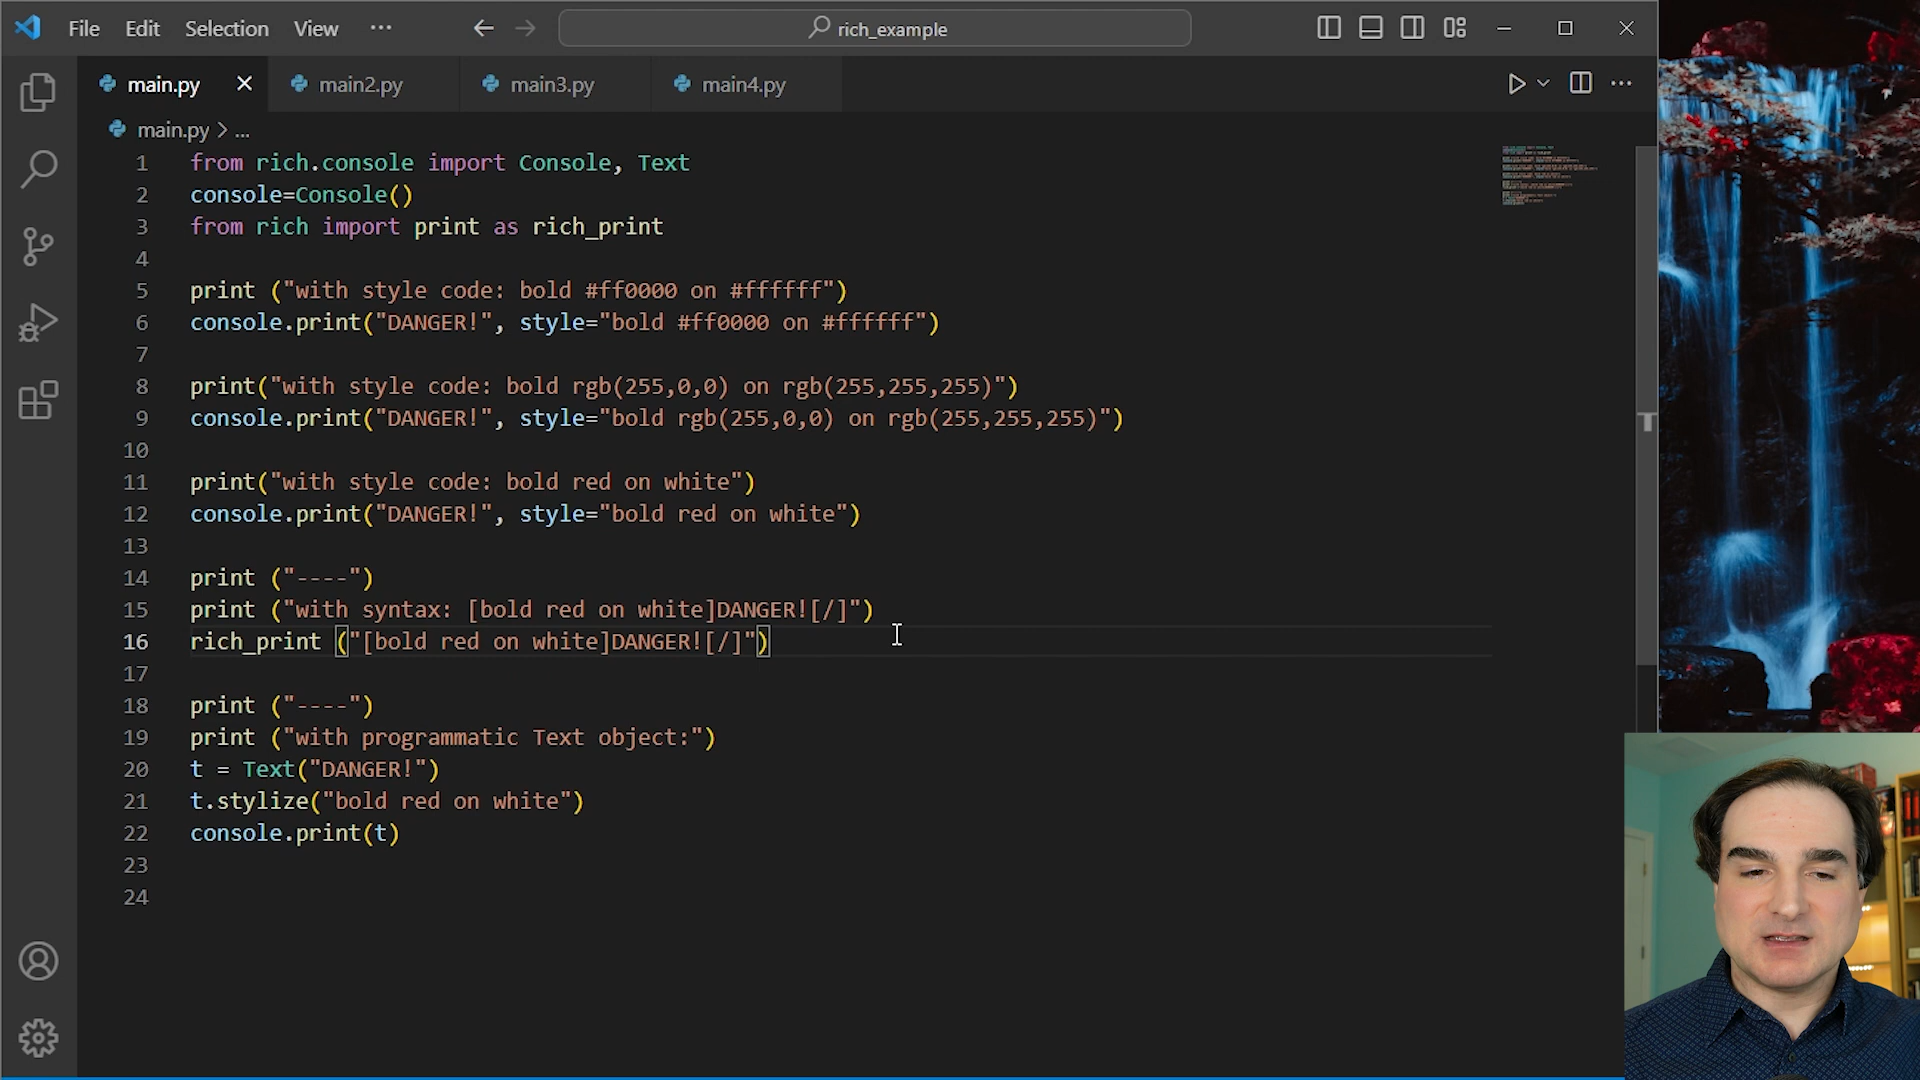 File Edit Selection View ... rich_example
main.py main2.py main3.py main4.py
main.py > ...
1 from rich.console import Console, Text
2 console=Console()
3 from rich import print as rich_print
4
5 print ("with style code: bold #ff0000 on #ffffff")
6 console.print("DANGER!", style="bold #ff0000 on #ffffff")
7
8 print("with style code: bold rgb(255,0,0) on rgb(255,255,255)")
9 console.print("DANGER!", style="bold rgb(255,0,0) on rgb(255,255,255)")
10
11 print("with style code: bold red on white")
12 console.print("DANGER!", style="bold red on white")
13
14 print ("----")
15 print ("with syntax: [bold red on white]DANGER![/]")
16 rich_print ("[bold red on white]DANGER![/]")
17
18 print ("----")
19 print ("with programmatic Text object:")
20 t = Text("DANGER!")
21 t.stylize("bold red on white")
22 console.print(t)
23
24